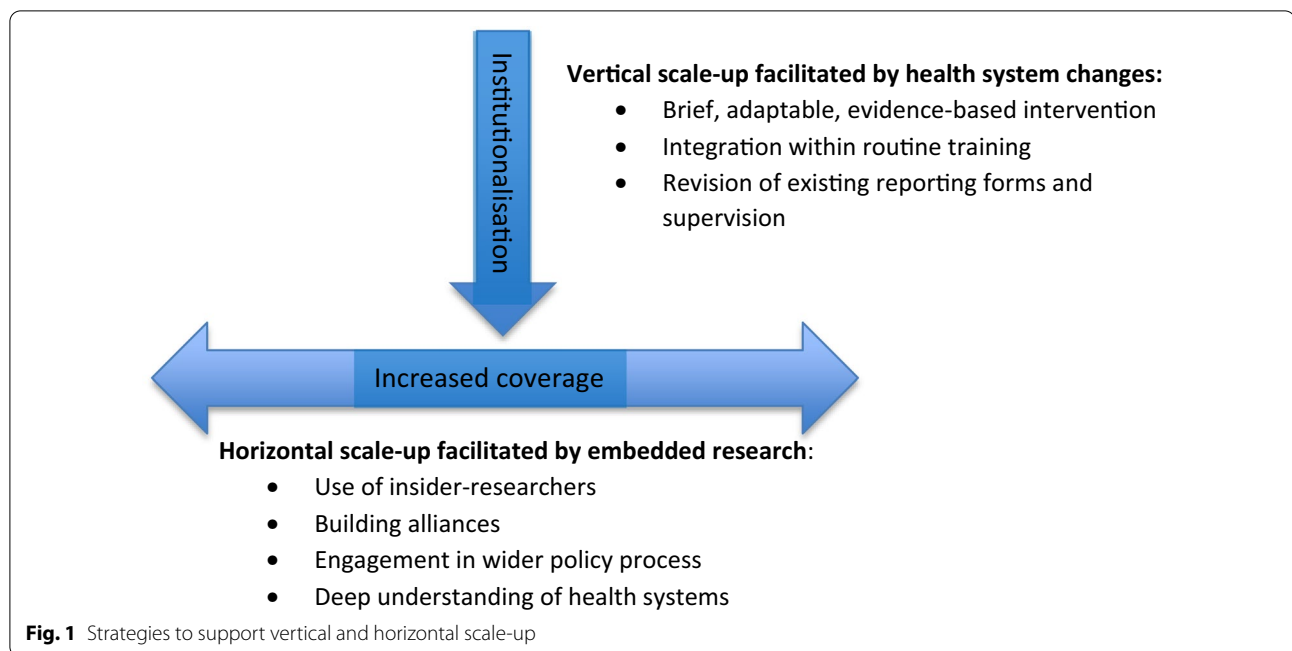 Institutionalisation
Vertical scale-up facilitated by health system changes:
• Brief, adaptable, evidence-based intervention
• Integration within routine training
• Revision of existing reporting forms and
supervision
Increased coverage
Horizontal scale-up facilitated by embedded research:
• Use of insider-researchers
• Building alliances
• Engagement in wider policy process
• Deep understanding of health systems
Fig. 1 Strategies to support vertical and horizontal scale-up